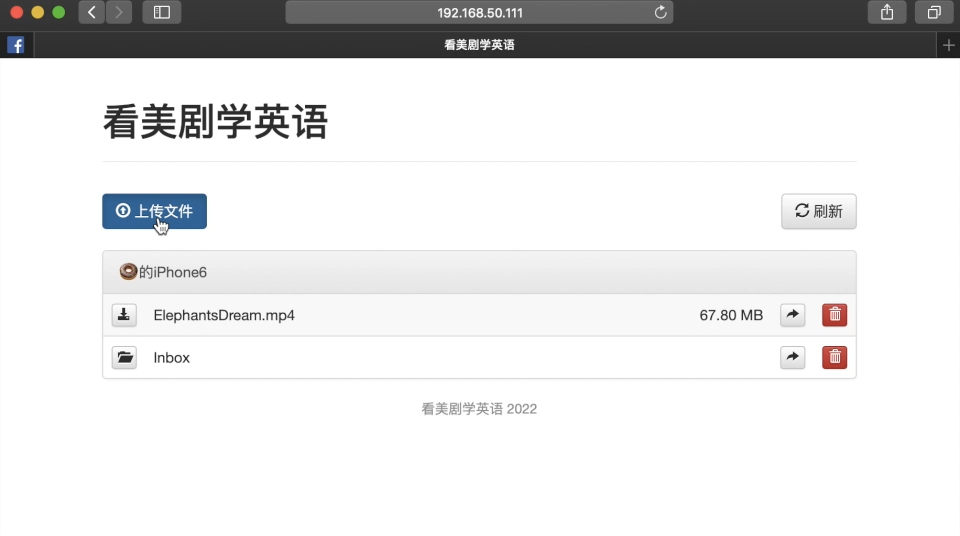 192.168.50.111
看美剧学英语
看美剧学英语
上传文件
刷新
🍩的iPhone6
ElephantsDream.mp4 67.80 MB
Inbox
看美剧学英语 2022